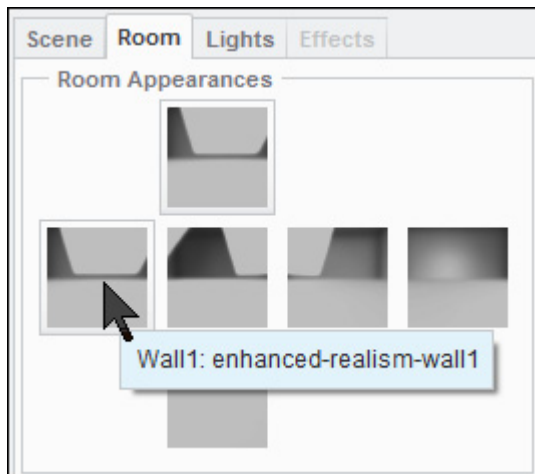 Scene Room Lights Effects
Room Appearances
Wall1: enhanced-realism-wall1